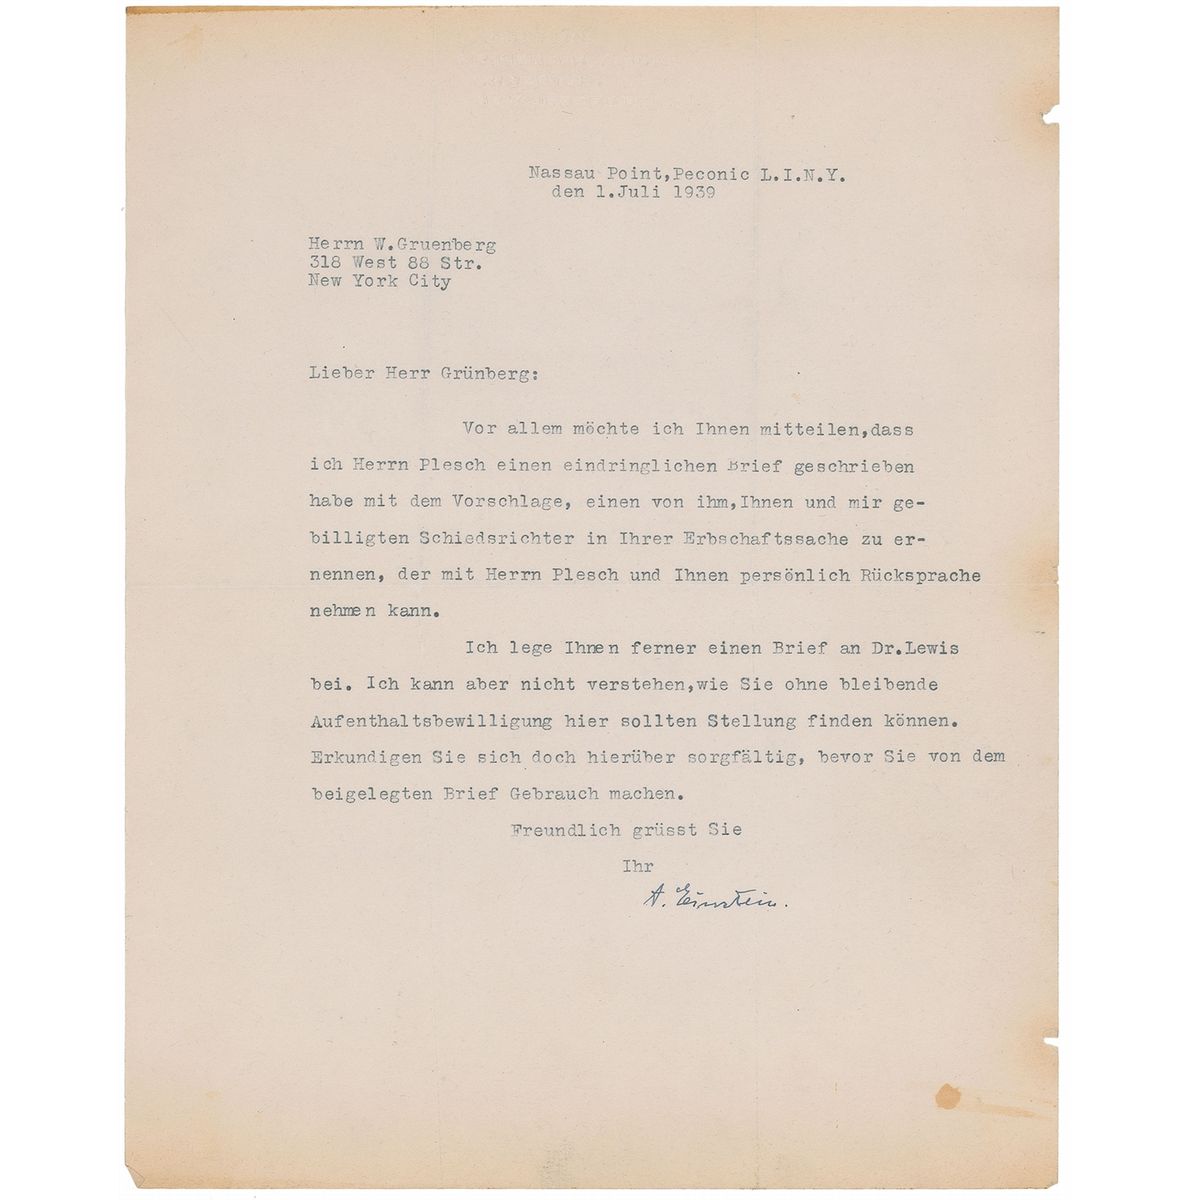 Nassau Point,Peconic L.I.N.Y.
den 1.Juli 1939
Herrn W.Gruenberg
318 West 88 Str.
New York City
Lieber Herr Grünberg:
Vor allem möchte ich Ihnen mitteilen,dass
ich Herrn Plesch einen eindringlichen Brief geschrieben
habe mit dem Vorschlage, einen von ihm,Ihnen und mir ge-
billigten Schiedsrichter in Ihrer Erbschaftssache zu er-
nennen, der mit Herrn Plesch und Ihnen persönlich Rücksprache
nehmen kann.
Ich lege Ihnen ferner einen Brief an Dr.Lewis
bei. Ich kann aber nicht verstehen,wie Sie ohne bleibende
Aufenthaltsbewilligung hier sollten Stellung finden können.
Erkundigen Sie sich doch hierüber sorgfältig, bevor Sie von dem
beigelegten Brief Gebrauch machen.
Freundlich grüsst Sie
Ihr
A. Einstein.